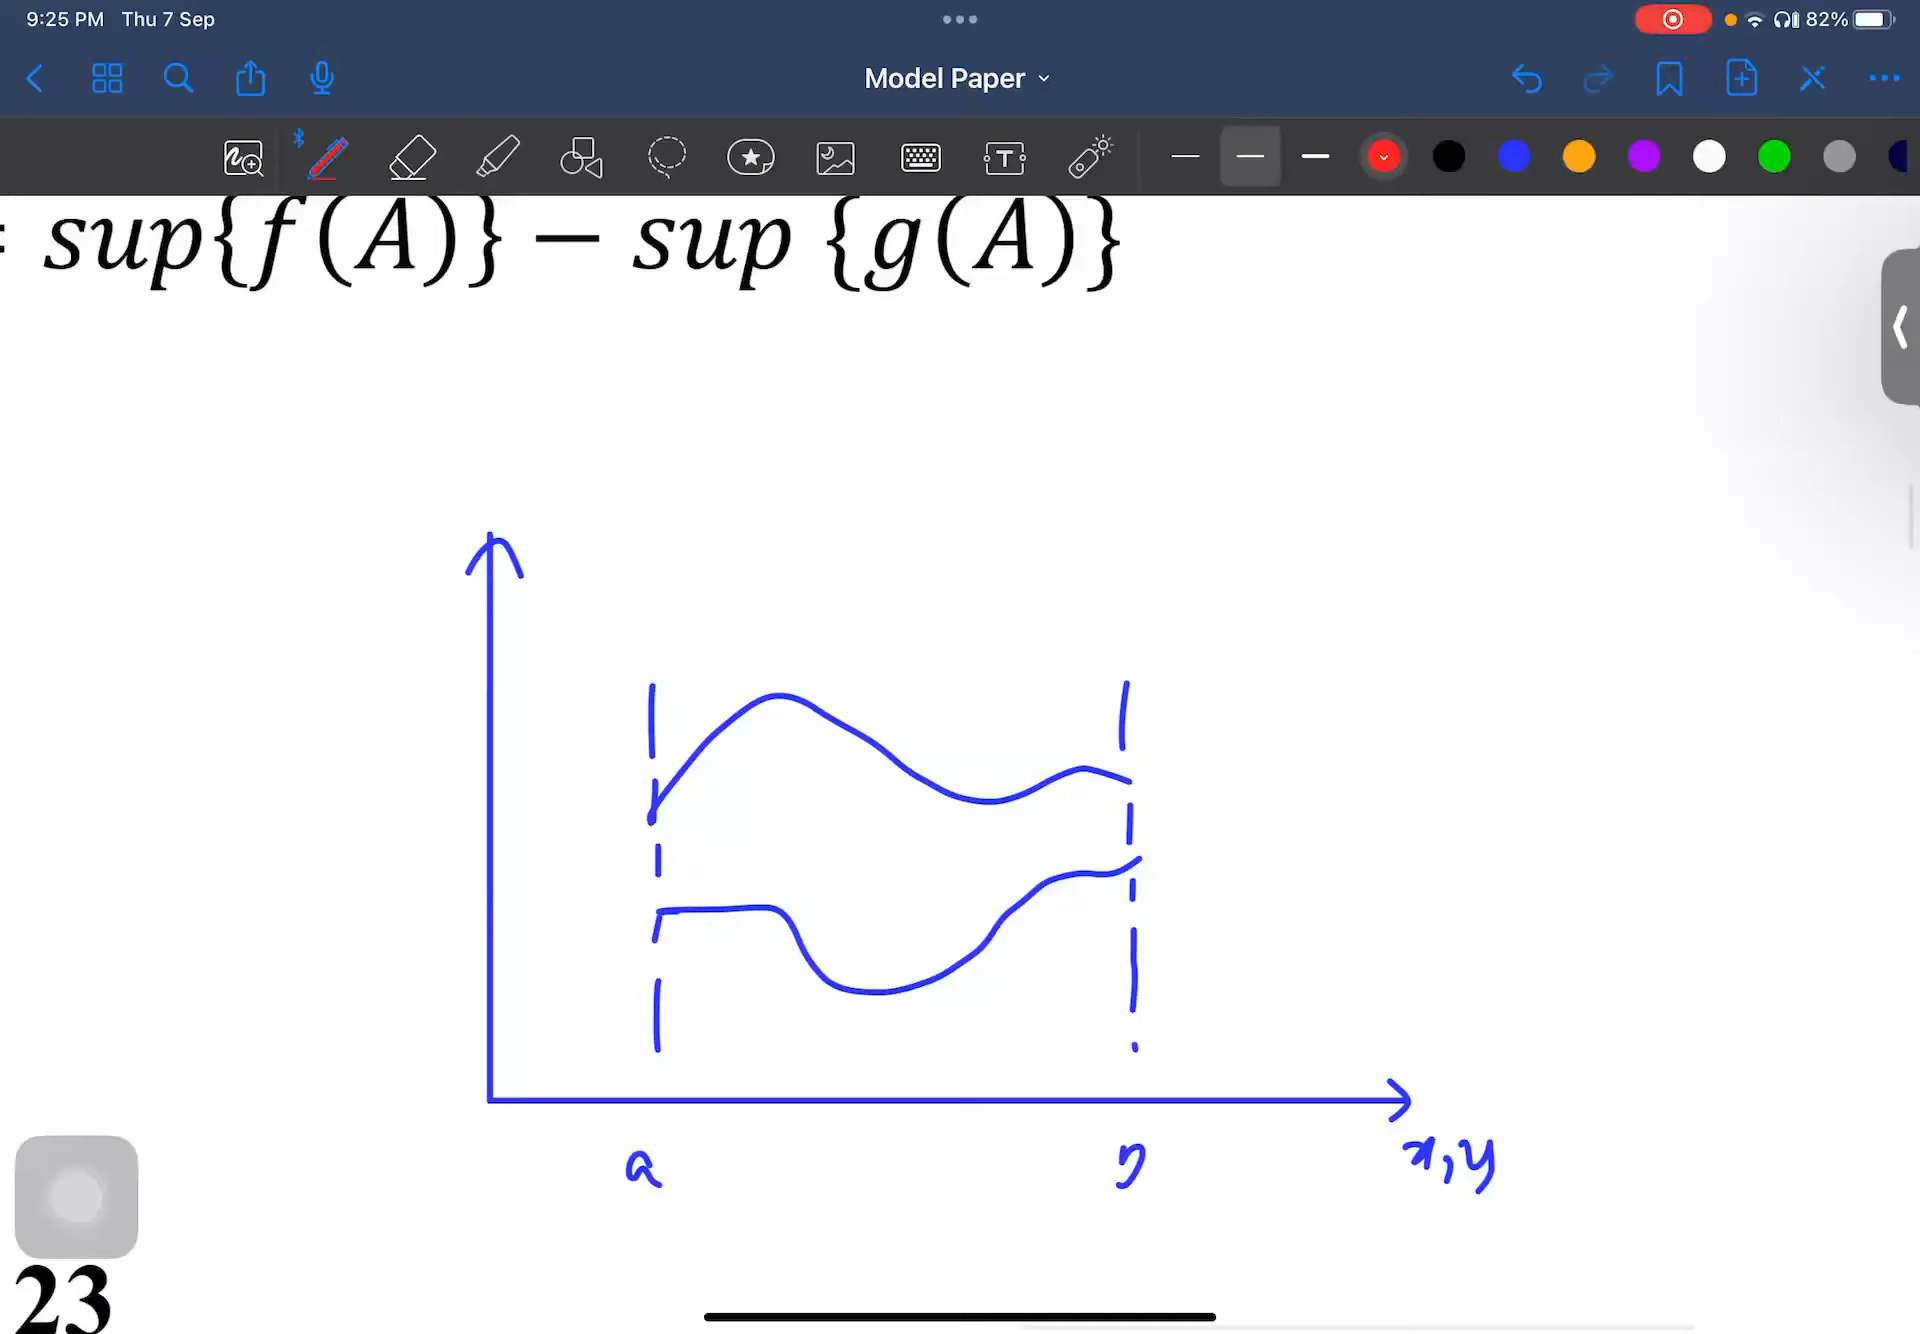 9:25 PM Thu 7 Sep
82%
Model Paper
T
= sup{f(A)} − sup {g(A)}
a
x,y
23